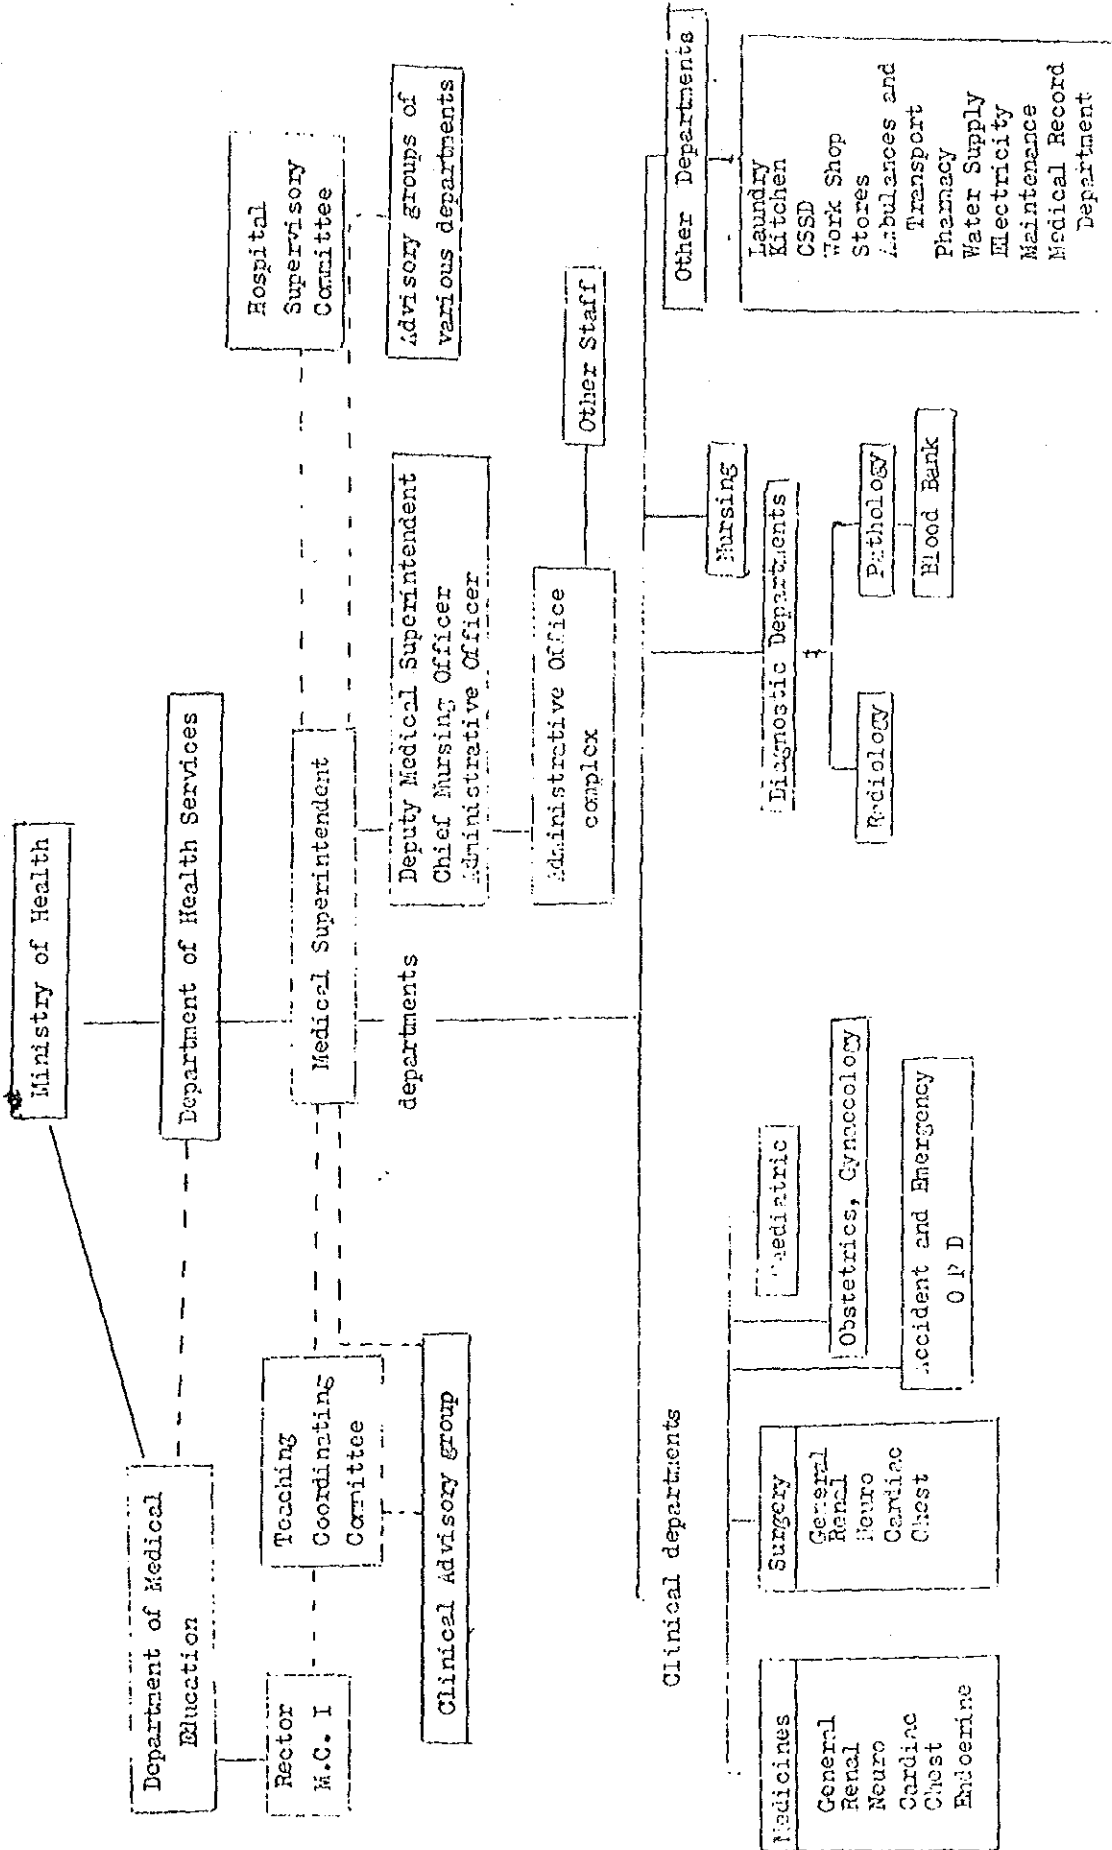 Ministry of Health
Department of Medical
Education
Department of Health Services
Rector
M.C. I
Teaching
Coordinating
Committee
Medical Superintendent
Hospital
Supervisory
Committee
Clinical Advisory group
departments
Deputy Medical Superintendent
Chief Nursing Officer
Administrative Officer
Advisory groups of
various departments
Administrative Office
complex
Other Staff
Clinical departments
Medicines
General
Renal
Neuro
Cardiac
Chest
Endoerine
Surgery
General
Renal
Neuro
Cardiac
Chest
Paediatric
Obstetrics, Gynaecology
Accident and Emergency
O P D
Nursing
Diagnostic Departments
Radiology
Pathology
Blood Bank
Other Departments
Laundry
Kitchen
CSSD
Work Shop
Stores
Ambulances and
Transport
Pharmacy
Water Supply
Electricity
Maintenance
Medical Record
Department